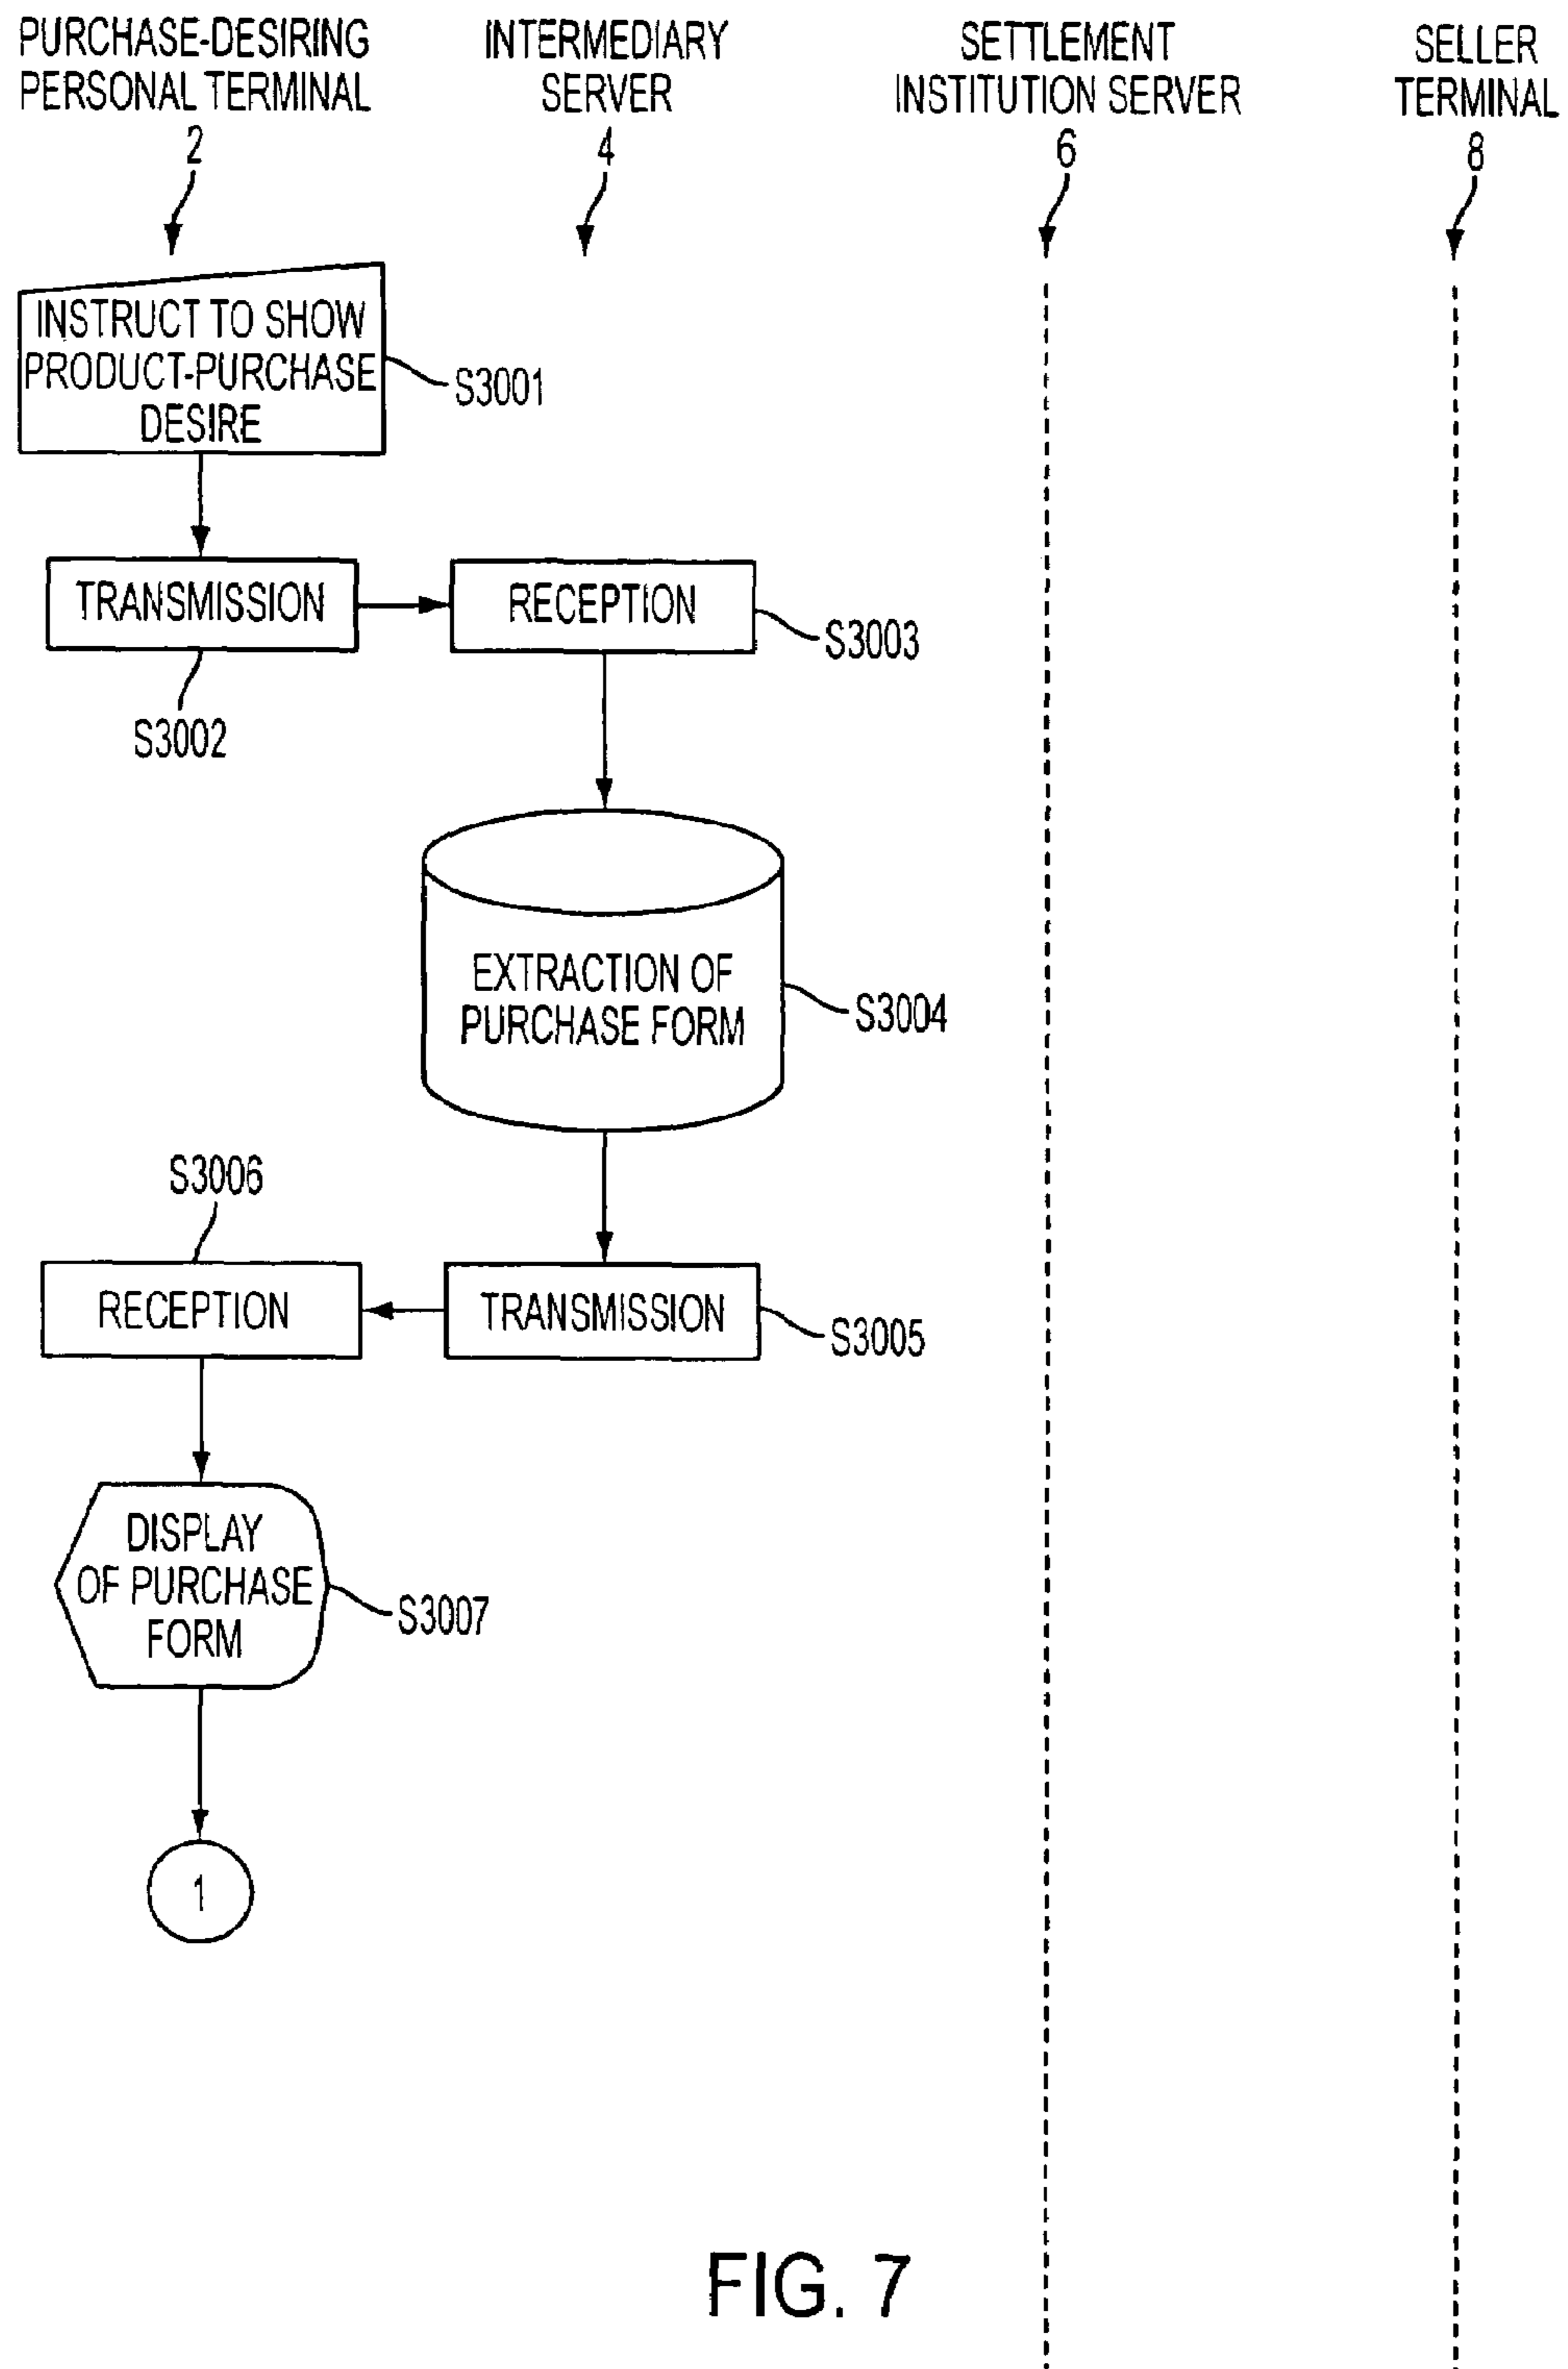 PURCHASE-DESIRING
PERSONAL TERMINAL
2
INTERMEDIARY
SERVER
4
SETTLEMENT
INSTITUTION SERVER
6
SELLER
TERMINAL
8
INSTRUCT TO SHOW
PRODUCT-PURCHASE
DESIRE
S3001
TRANSMISSION
S3002
RECEPTION
S3003
EXTRACTION OF
PURCHASE FORM
S3004
S3006
RECEPTION
TRANSMISSION
S3005
DISPLAY
OF PURCHASE
FORM
S3007
1
FIG. 7